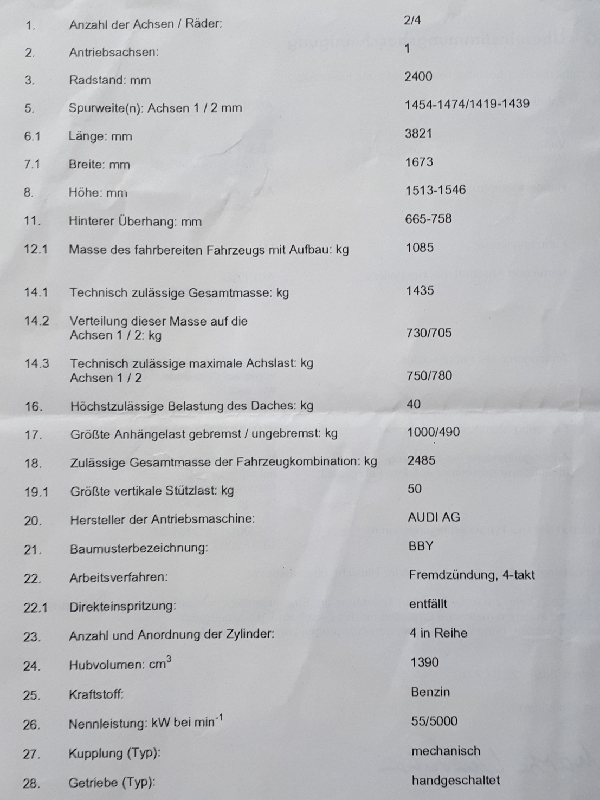 1. Anzahl der Achsen / Räder: 2/4
2. Antriebsachsen: 1
3. Radstand: mm 2400
5. Spurweite(n): Achsen 1 / 2 mm 1454-1474/1419-1439
6.1 Länge: mm 3821
7.1 Breite: mm 1673
8. Höhe: mm 1513-1546
11. Hinterer Überhang: mm 665-758
12.1 Masse des fahrbereiten Fahrzeugs mit Aufbau: kg 1085
14.1 Technisch zulässige Gesamtmasse: kg 1435
14.2 Verteilung dieser Masse auf die
Achsen 1 / 2: kg 730/705
14.3 Technisch zulässige maximale Achslast: kg
Achsen 1 / 2 750/780
16. Höchstzulässige Belastung des Daches: kg 40
17. Größte Anhängelast gebremst / ungebremst: kg 1000/490
18. Zulässige Gesamtmasse der Fahrzeugkombination: kg 2485
19.1 Größte vertikale Stützlast: kg 50
20. Hersteller der Antriebsmaschine: AUDI AG
21. Baumusterbezeichnung: BBY
22. Arbeitsverfahren: Fremdzündung, 4-takt
22.1 Direkteinspritzung: entfällt
23. Anzahl und Anordnung der Zylinder: 4 in Reihe
24. Hubvolumen: cm³ 1390
25. Kraftstoff: Benzin
26. Nennleistung: kW bei min⁻¹ 55/5000
27. Kupplung (Typ): mechanisch
28. Getriebe (Typ): handgeschaltet